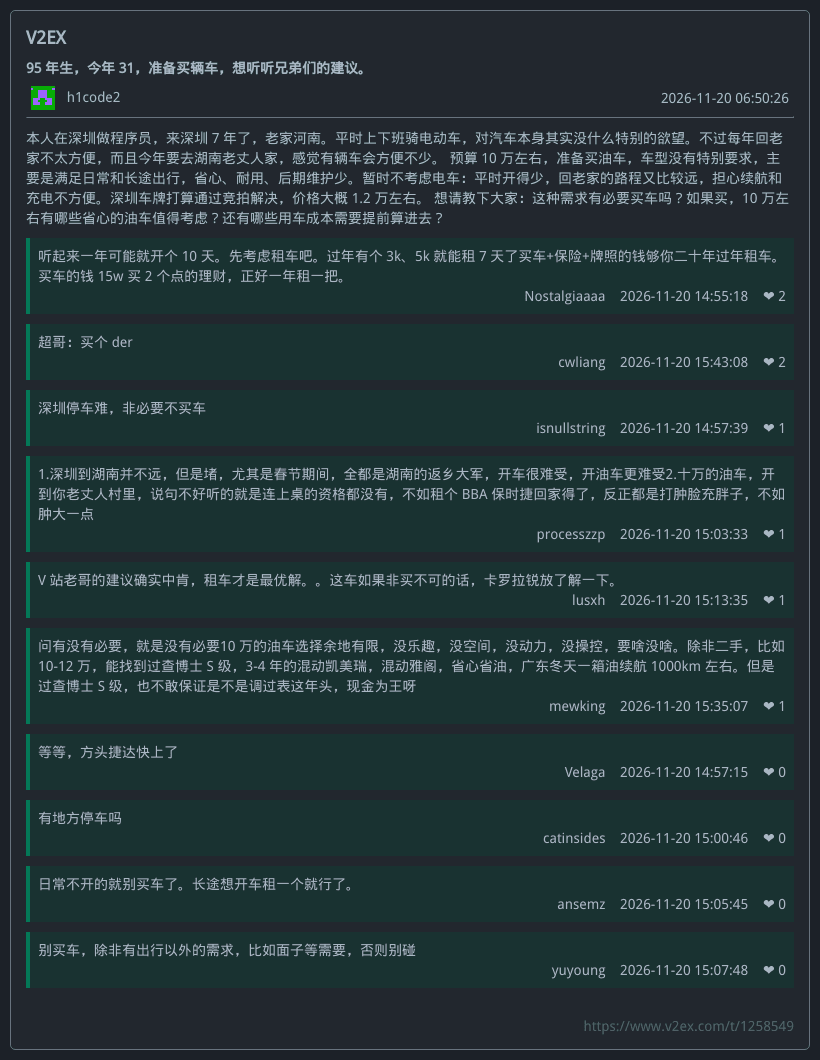 V2EX
95 年生，今年 31，准备买辆车，想听听兄弟们的建议。
h1code2
2026-11-20 06:50:26
本人在深圳做程序员，来深圳 7 年了，老家河南。平时上下班骑电动车，对汽车本身其实没什么特别的欲望。不过每年回老
家不太方便，而且今年要去湖南老丈人家，感觉有辆车会方便不少。 预算 10 万左右，准备买油车，车型没有特别要求，主
要是满足日常和长途出行，省心、耐用、后期维护少。暂时不考虑电车：平时开得少，回老家的路程又比较远，担心续航和
充电不方便。深圳车牌打算通过竞拍解决，价格大概 1.2 万左右。 想请教下大家：这种需求有必要买车吗？如果买，10 万左
右有哪些省心的油车值得考虑？还有哪些用车成本需要提前算进去？
听起来一年可能就开个 10 天。先考虑租车吧。过年有个 3k、5k 就能租 7 天了买车+保险+牌照的钱够你二十年过年租车。
买车的钱 15w 买 2 个点的理财，正好一年租一把。
Nostalgiaaaa 2026-11-20 14:55:18 ❤ 2
超哥：买个 der
cwliang 2026-11-20 15:43:08 ❤ 2
深圳停车难，非必要不买车
isnullstring 2026-11-20 14:57:39 ❤ 1
1.深圳到湖南并不远，但是堵，尤其是春节期间，全都是湖南的返乡大军，开车很难受，开油车更难受2.十万的油车，开
到你老丈人村里，说句不好听的就是连上桌的资格都没有，不如租个 BBA 保时捷回家得了，反正都是打肿脸充胖子，不如
肿大一点
processzzp 2026-11-20 15:03:33 ❤ 1
V 站老哥的建议确实中肯，租车才是最优解。。这车如果非买不可的话，卡罗拉锐放了解一下。
lusxh 2026-11-20 15:13:35 ❤ 1
问有没有必要，就是没有必要10 万的油车选择余地有限，没乐趣，没空间，没动力，没操控，要啥没啥。除非二手，比如
10-12 万，能找到过查博士 S 级，3-4 年的混动凯美瑞，混动雅阁，省心省油，广东冬天一箱油续航 1000km 左右。但是
过查博士 S 级，也不敢保证是不是调过表这年头，现金为王呀
mewking 2026-11-20 15:35:07 ❤ 1
等等，方头捷达快上了
Velaga 2026-11-20 14:57:15 ❤ 0
有地方停车吗
catinsides 2026-11-20 15:00:46 ❤ 0
日常不开的就别买车了。长途想开车租一个就行了。
ansemz 2026-11-20 15:05:45 ❤ 0
别买车，除非有出行以外的需求，比如面子等需要，否则别碰
yuyoung 2026-11-20 15:07:48 ❤ 0
https://www.v2ex.com/t/1258549